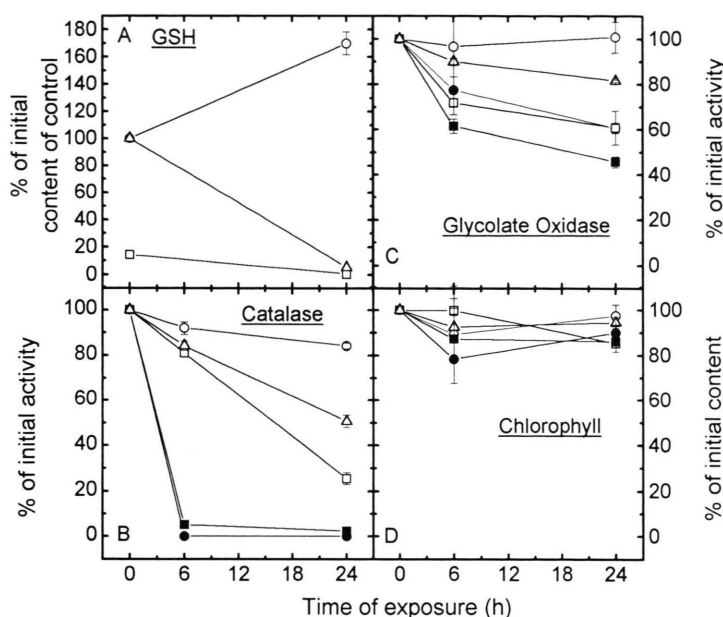 A
GSH
% of initial
content of control
180
160
140
120
100
80
60
40
20
0
C
Glycolate Oxidase
100
80
60
40
20
0
% of initial activity
B
Catalase
% of initial activity
100
80
60
40
20
0
D
Chlorophyll
100
80
60
40
20
0
% of initial content
0 6 12 18 24
0 6 12 18 24
Time of exposure (h)